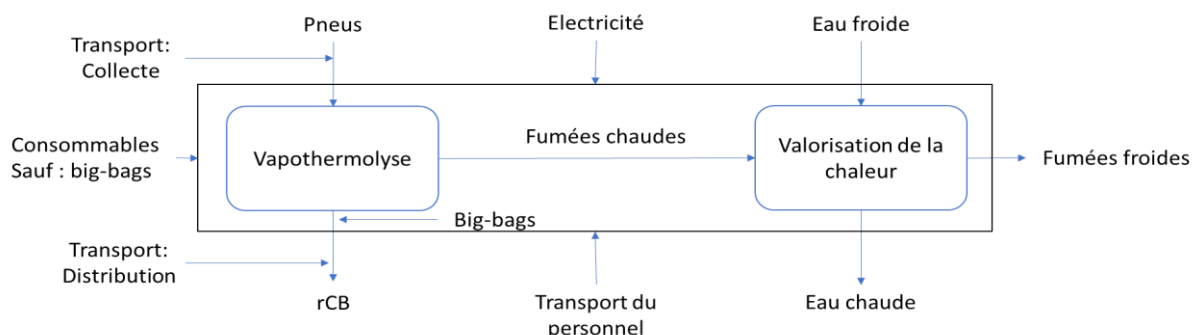 Pneus
Electricité
Eau froide
Transport:
Collecte
Consommables
Sauf : big-bags
Vapothermolyse
Fumées chaudes
Valorisation de la
chaleur
Fumées froides
Big-bags
Transport:
Distribution
rCB
Transport du
personnel
Eau chaude